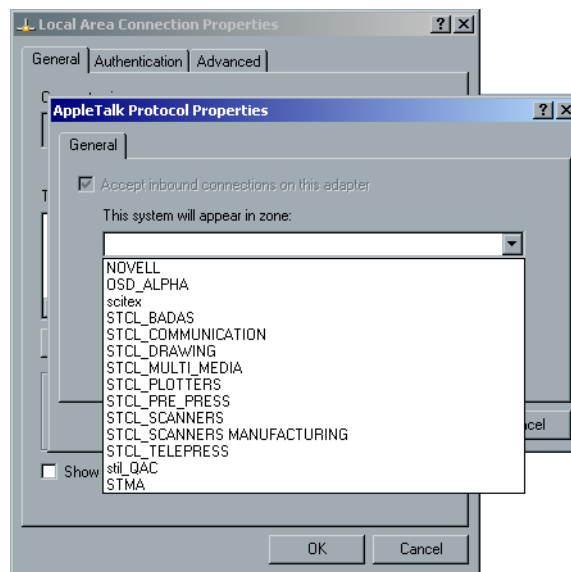 Local Area Connection Properties
General Authentication Advanced
AppleTalk Protocol Properties
General
Accept inbound connections on this adapter
This system will appear in zone:
NOVELL
OSD_ALPHA
scitex
STCL_BADAS
STCL_COMMUNICATION
STCL_DRAWING
STCL_MULTI_MEDIA
STCL_PLOTTERS
STCL_PRE_PRESS
STCL_SCANNERS
STCL_SCANNERS MANUFACTURING
STCL_TELEPRESS
stil_QAC
STMA
Show
OK Cancel